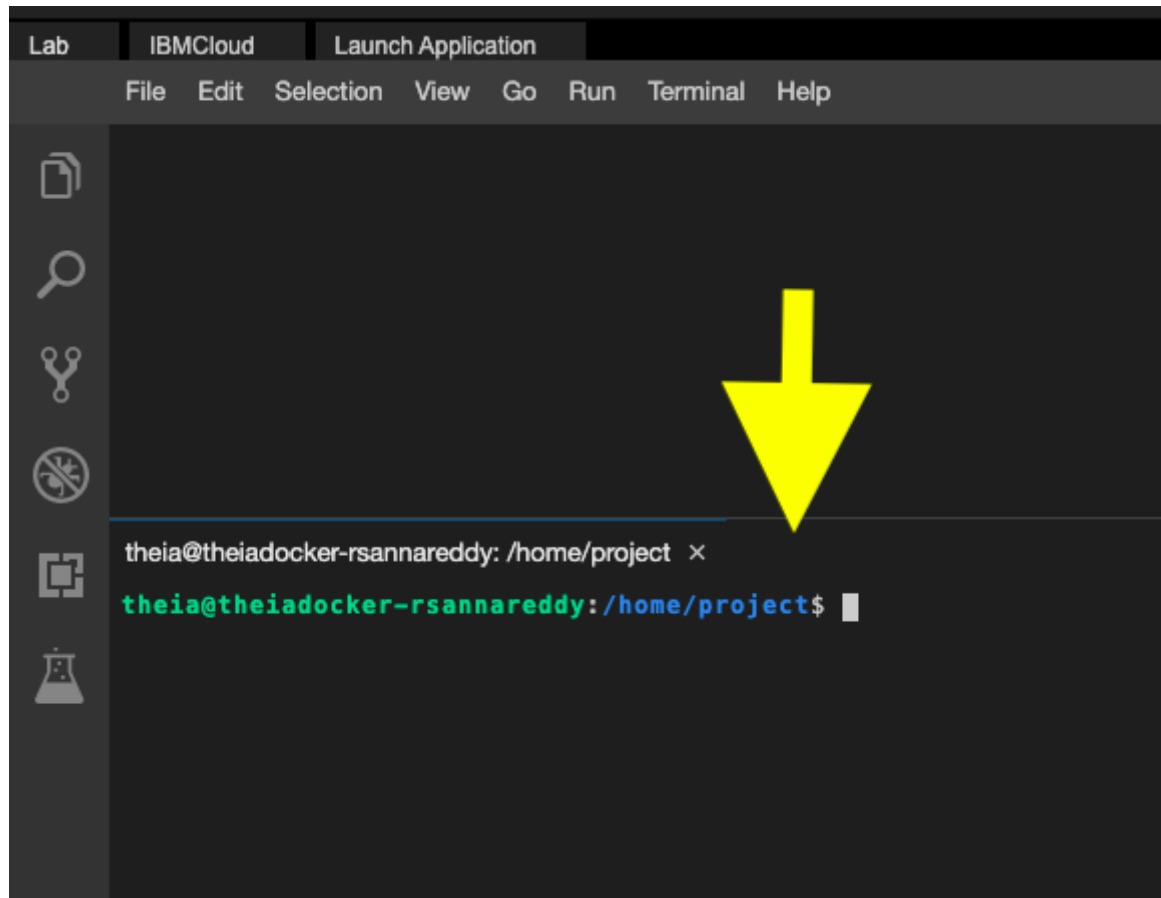 Lab IBMCloud Launch Application
File Edit Selection View Go Run Terminal Help
theia@theiadocker-rsannareddy: /home/project ×
theia@theiadocker-rsannareddy:/home/project$